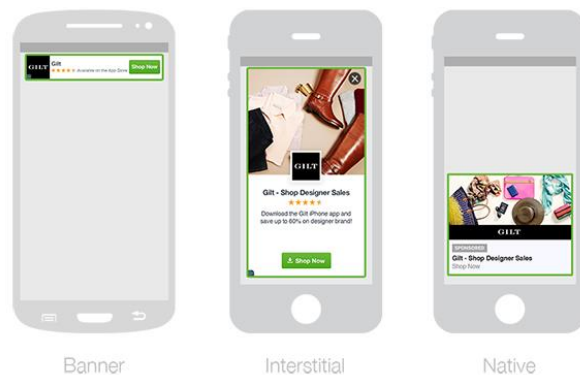 GILT
Gilt
Available on the App Store
Shop Now
GILT
Gilt - Shop Designer Sales
Download the Gilt iPhone app and
save up to 60% on designer brand!
Shop Now
GILT
SPONSORED
Gilt - Shop Designer Sales
Shop Now
Banner
Interstitial
Native